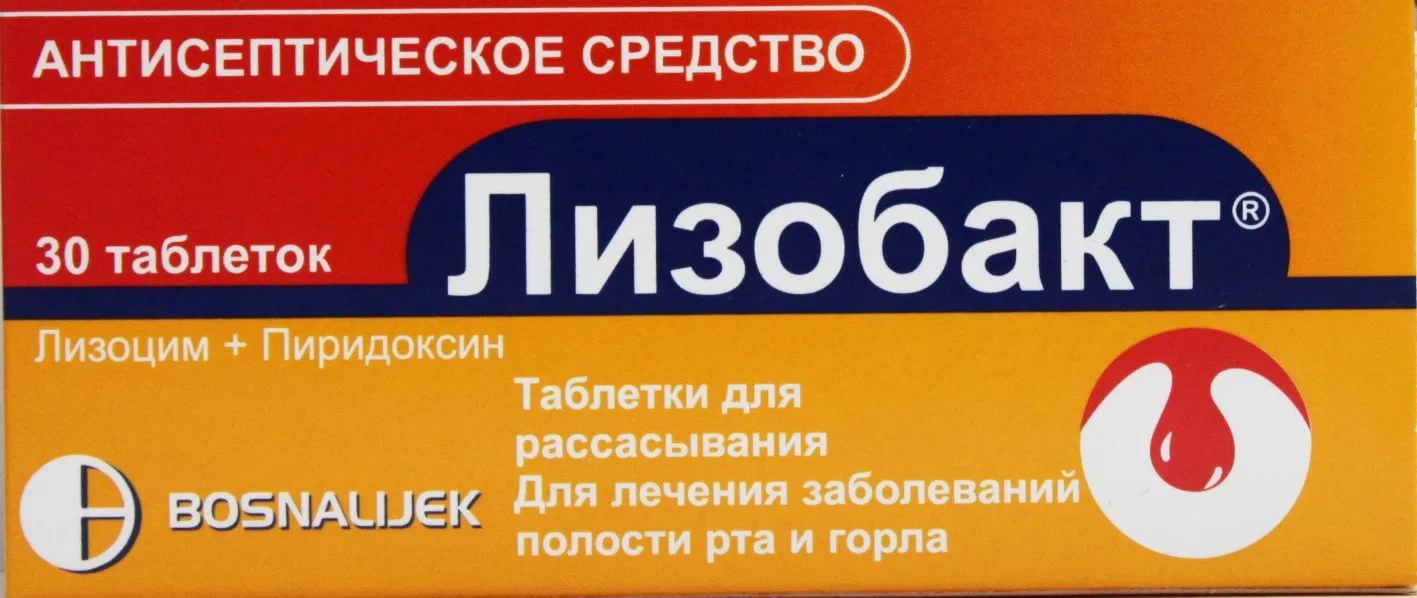 АНТИСЕПТИЧЕСКОЕ СРЕДСТВО
Лизобакт®
30 таблеток
Лизоцим + Пиридоксин
Таблетки для
рассасывания
Для лечения заболеваний
полости рта и горла
BOSNALIJEK